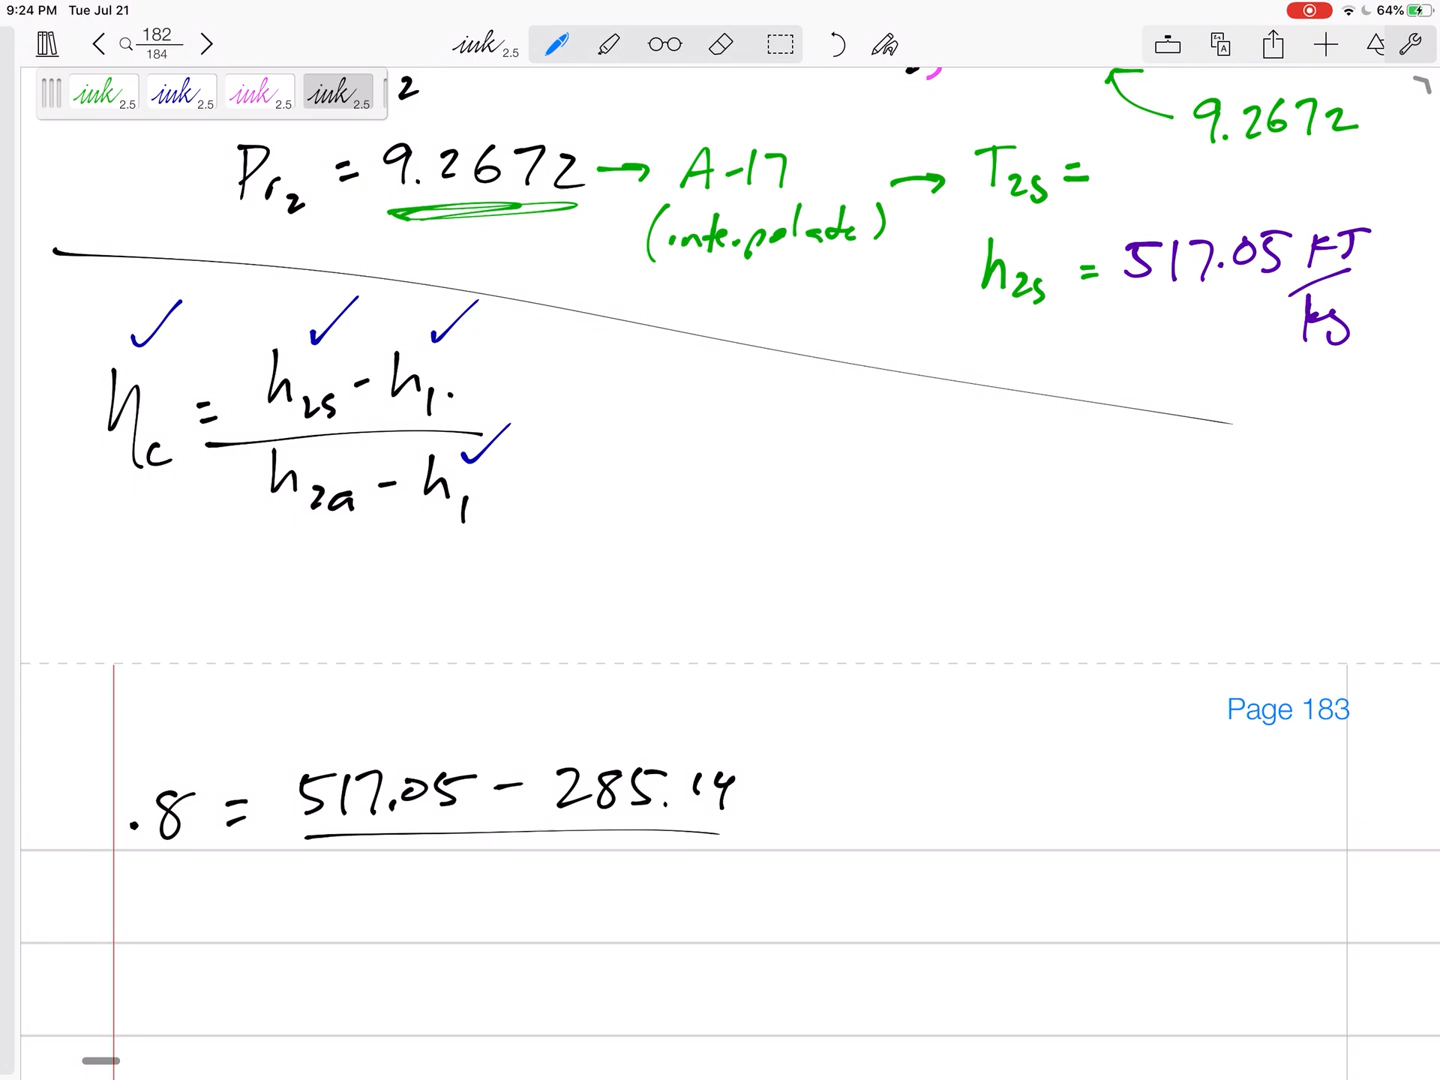 9:24 PM Tue Jul 21
64%
182
184
ink 2.5
ink 2.5 ink 2.5 ink 2.5 ink 2.5
2
9.2672
Pr2 = 9.2672 → A-17 → T2s =
(interpolate)
h2s = 517.05 kJ/kg
ηc = (h2s - h1) / (h2a - h1)
Page 183
.8 = 517.05 - 285.14